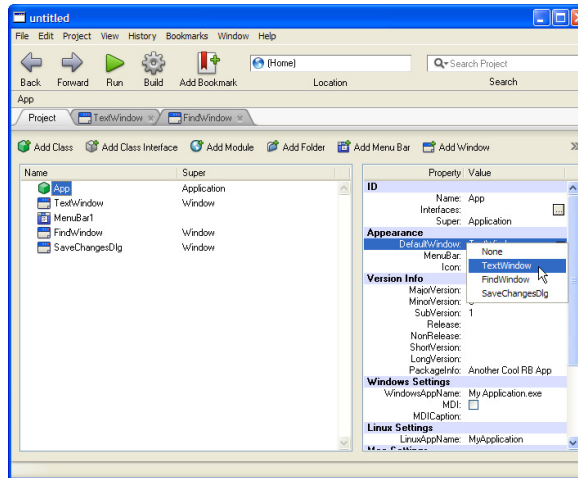 untitled
File Edit Project View History Bookmarks Window Help
(Home)
Search Project
Back Forward Run Build Add Bookmark Location Search
App
Project TextWindow FindWindow
Add Class Add Class Interface Add Module Add Folder Add Menu Bar Add Window
Name Super
App Application
TextWindow Window
MenuBar1
FindWindow Window
SaveChangesDlg Window
Property Value
ID
Name: App
Interfaces: ...
Super: Application
Appearance
DefaultWindow:
MenuBar:
Icon:
None
TextWindow
FindWindow
SaveChangesDlg
Version Info
MajorVersion:
MinorVersion:
SubVersion: 1
Release:
NonRelease:
ShortVersion:
LongVersion:
PackageInfo: Another Cool RB App
Windows Settings
WindowsAppName: My Application.exe
MDI:
MDICaption:
Linux Settings
LinuxAppName: MyApplication